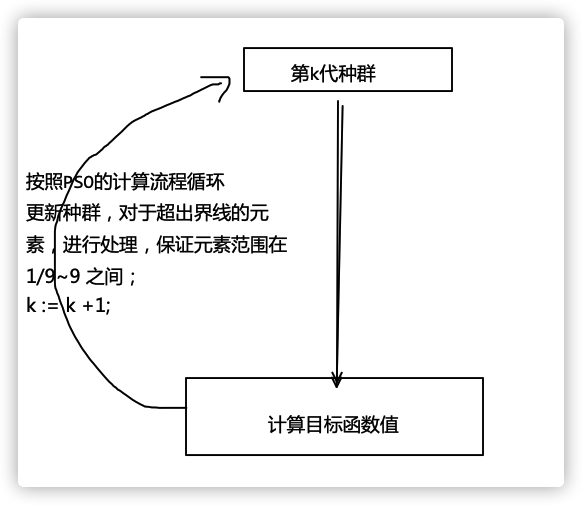 第k代种群
按照PSO的计算流程循环
更新种群，对于超出界线的元
素，进行处理，保证元素范围在
1/9~9 之间；
k := k +1;
计算目标函数值